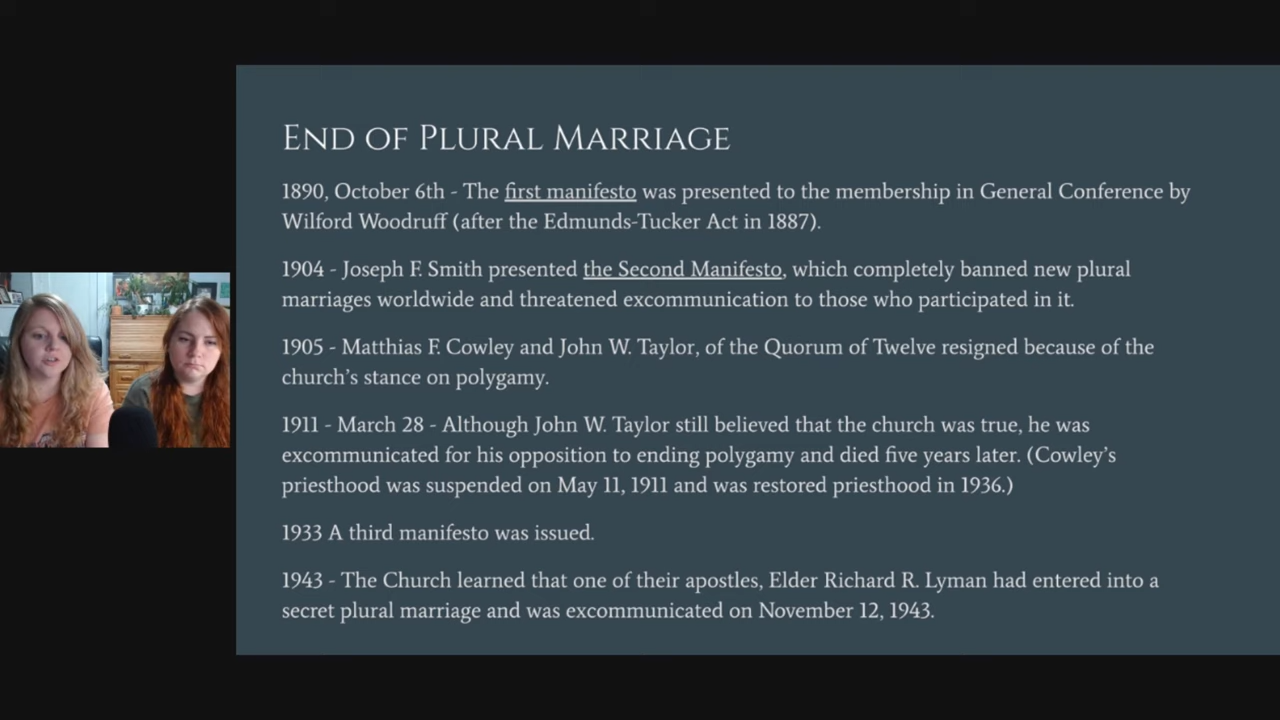 END OF PLURAL MARRIAGE
1890, October 6th - The first manifesto was presented to the membership in General Conference by
Wilford Woodruff (after the Edmunds-Tucker Act in 1887).
1904 - Joseph F. Smith presented the Second Manifesto, which completely banned new plural
marriages worldwide and threatened excommunication to those who participated in it.
1905 - Matthias F. Cowley and John W. Taylor, of the Quorum of Twelve resigned because of the
church's stance on polygamy.
1911 - March 28 - Although John W. Taylor still believed that the church was true, he was
excommunicated for his opposition to ending polygamy and died five years later. (Cowley's
priesthood was suspended on May 11, 1911 and was restored priesthood in 1936.)
1933 A third manifesto was issued.
1943 - The Church learned that one of their apostles, Elder Richard R. Lyman had entered into a
secret plural marriage and was excommunicated on November 12, 1943.